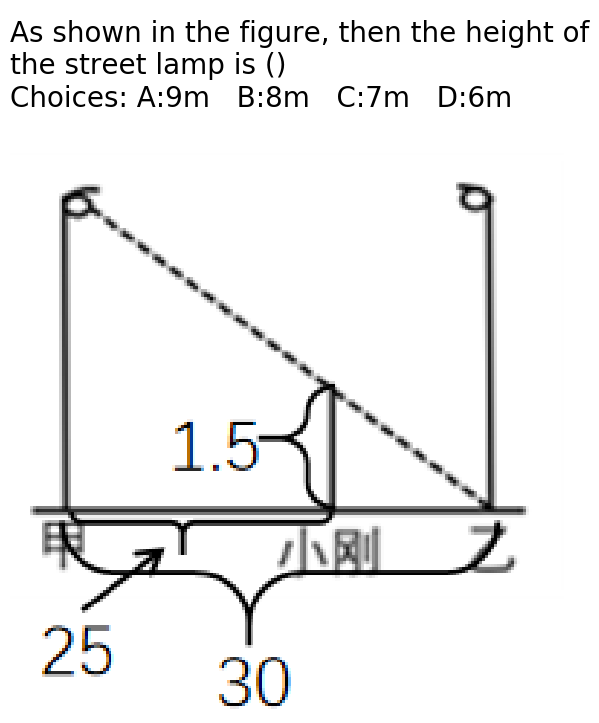 As shown in the figure, then the height of
the street lamp is ()
Choices: A:9m B:8m C:7m D:6m
1.5
甲 小刚 乙
25
30